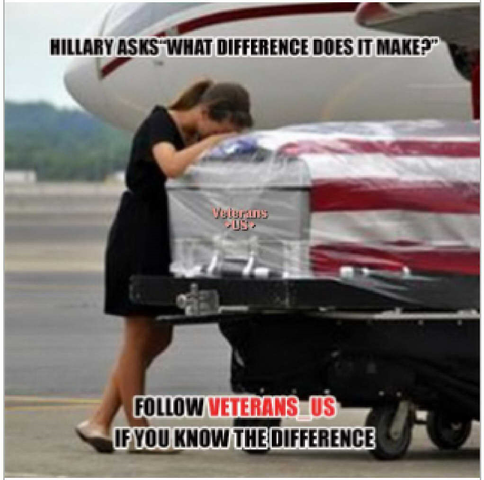 HILLARY ASKS"WHAT DIFFERENCE DOES IT MAKE?"
Veterans
*US*
FOLLOW VETERANS_US
IF YOU KNOW THE DIFFERENCE